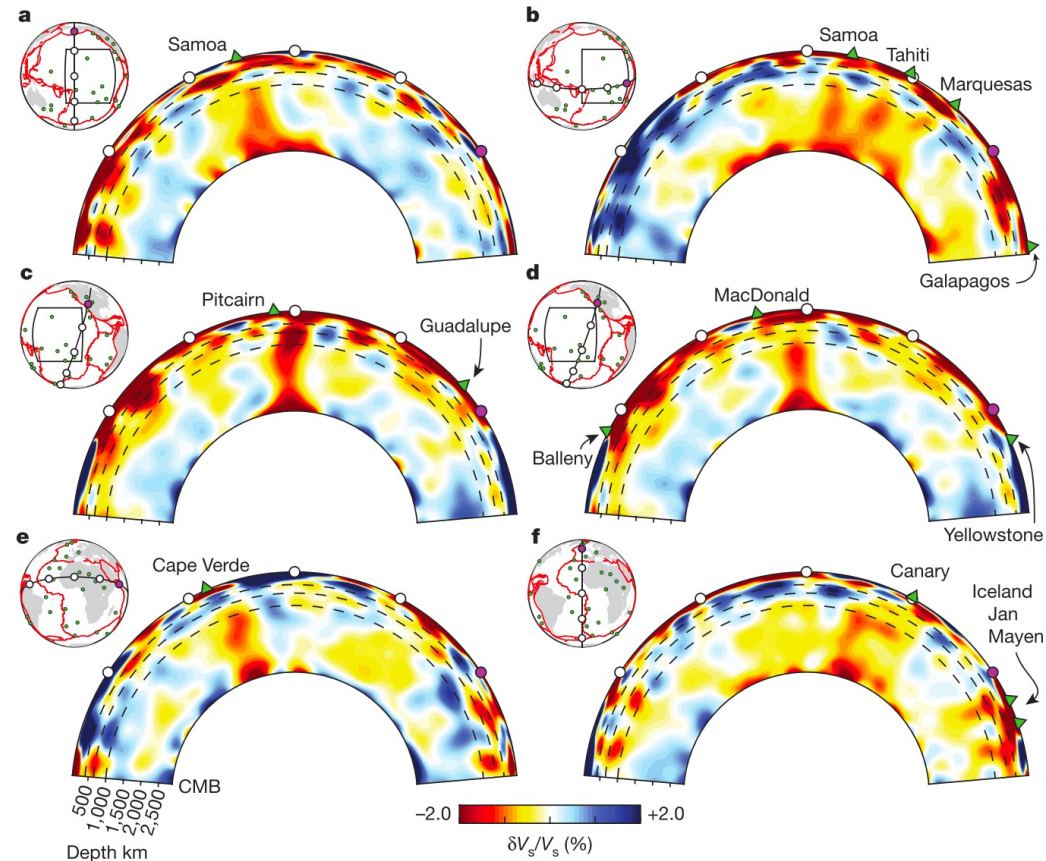 a
Samoa
b
Samoa
Tahiti
Marquesas
Galapagos
c
Pitcairn
Guadalupe
d
MacDonald
Balleny
Yellowstone
e
Cape Verde
CMB
500
1,000
1,500
2,000
2,500
Depth km
f
Canary
Iceland
Jan
Mayen
−2.0
+2.0
δVs/Vs (%)